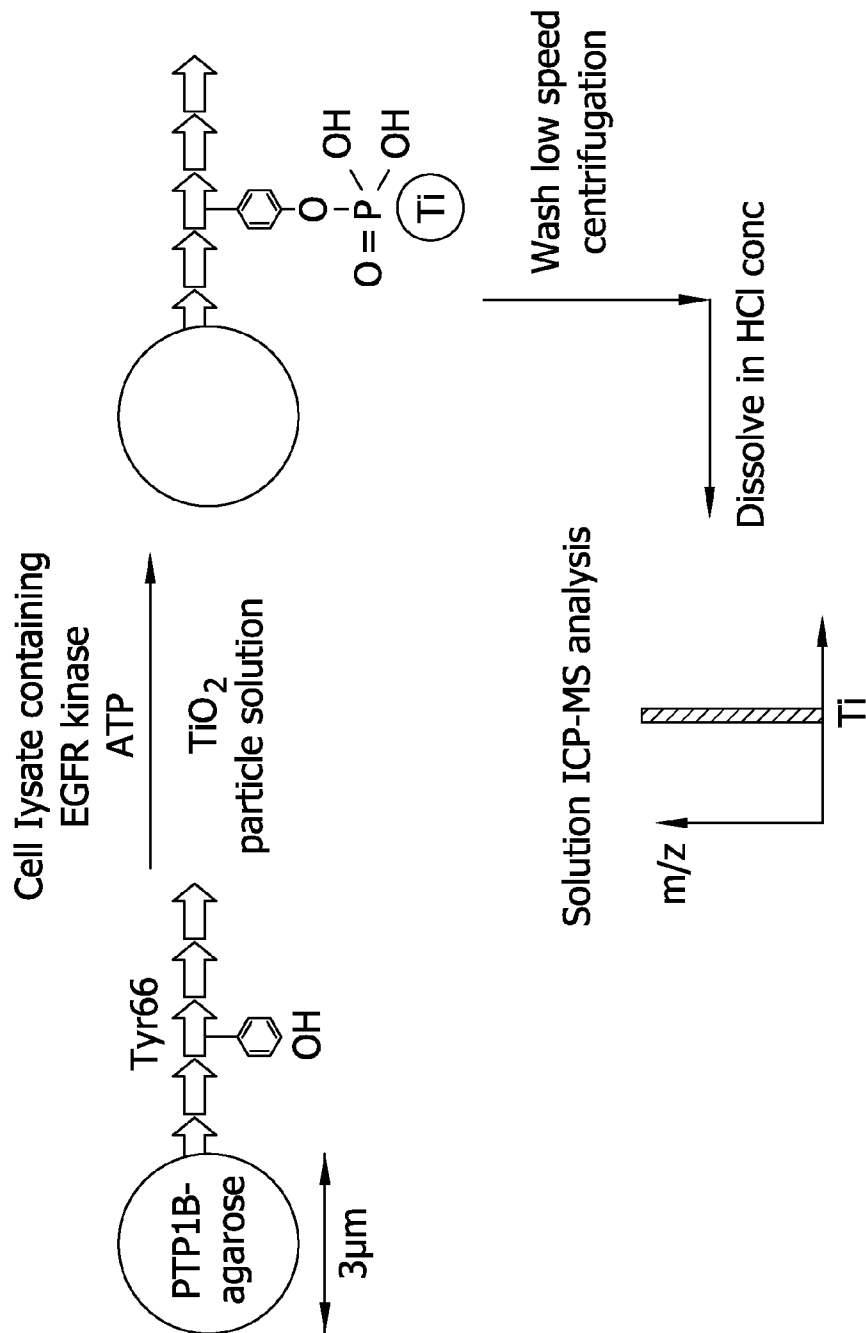 Cell lysate containing
EGFR kinase
ATP
TiO2
particle solution
Tyr66
OH
PTP1B-
agarose
3µm
O
O=P
OH
OH
Ti
Wash low speed
centrifugation
Dissolve in HCl conc
Solution ICP-MS analysis
m/z
Ti